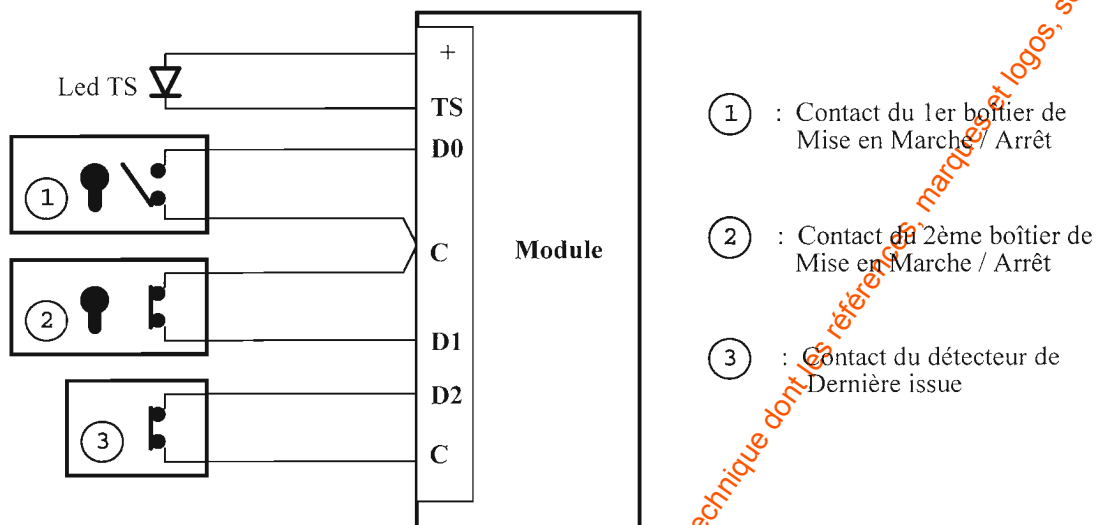 Led TS
+
TS
D0
1
C
Module
2
D1
D2
3
C
1 : Contact du 1er boîtier de
Mise en Marche / Arrêt
2 : Contact du 2ème boîtier de
Mise en Marche / Arrêt
3 : Contact du détecteur de
Dernière issue
technique dont les références, marques et logos, so